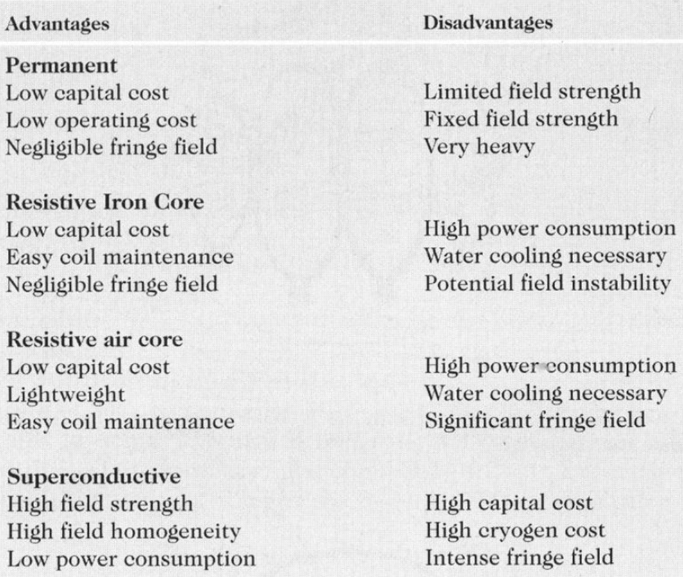 Advantages Disadvantages
Permanent
Low capital cost Limited field strength
Low operating cost Fixed field strength
Negligible fringe field Very heavy
Resistive Iron Core
Low capital cost High power consumption
Easy coil maintenance Water cooling necessary
Negligible fringe field Potential field instability
Resistive air core
Low capital cost High power consumption
Lightweight Water cooling necessary
Easy coil maintenance Significant fringe field
Superconductive
High field strength High capital cost
High field homogeneity High cryogen cost
Low power consumption Intense fringe field